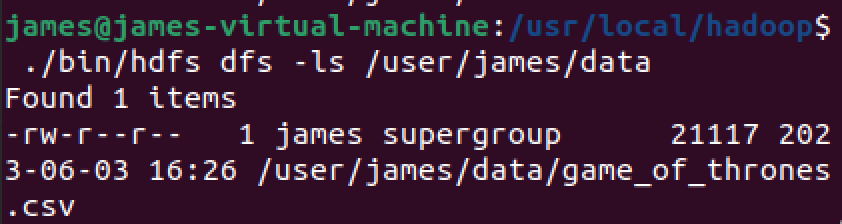 james@james-virtual-machine:/usr/local/hadoop$
 ./bin/hdfs dfs -ls /user/james/data
Found 1 items
-rw-r--r--   1 james supergroup      21117 202
3-06-03 16:26 /user/james/data/game_of_thrones
.csv